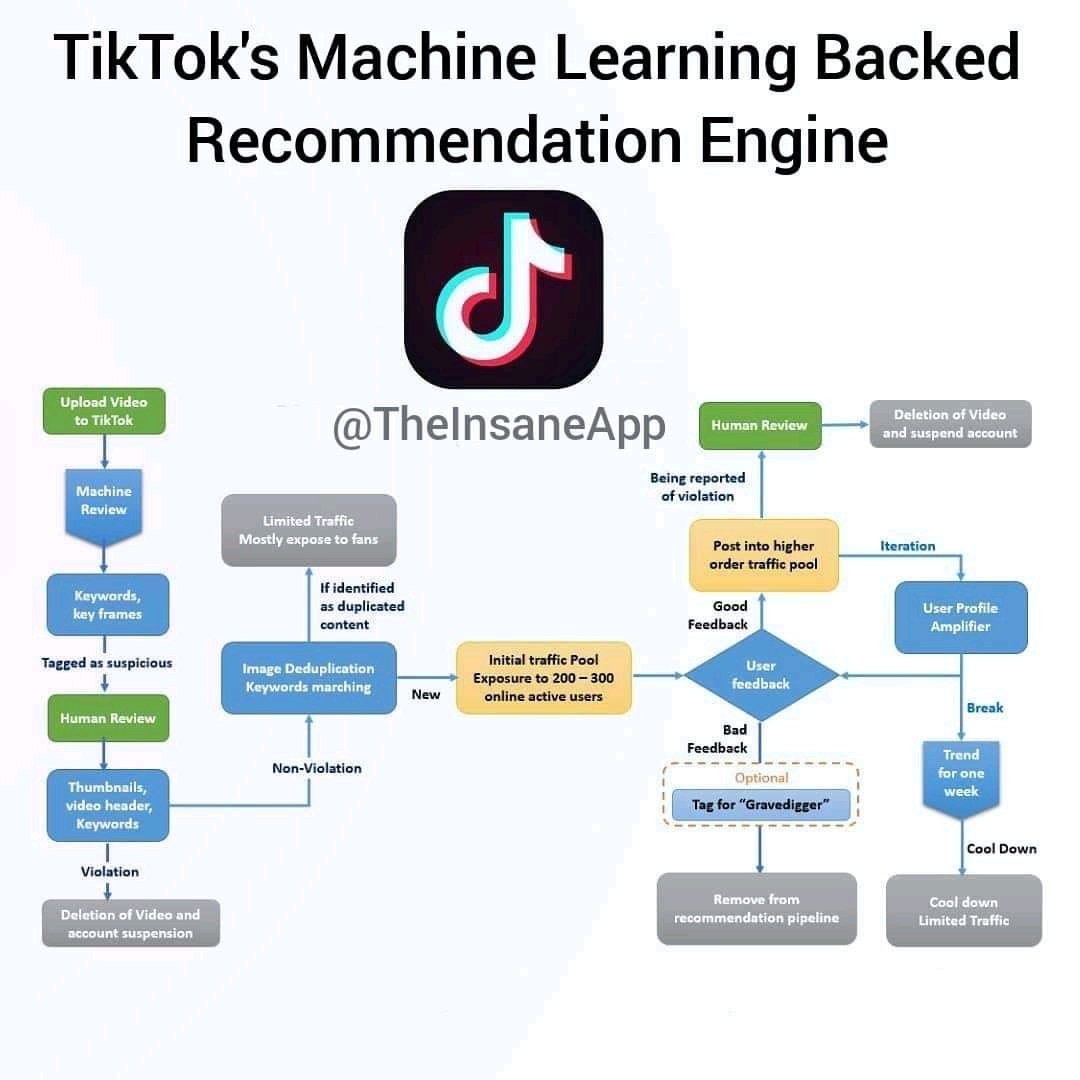 TikTok's Machine Learning Backed
Recommendation Engine
@TheInsaneApp
Upload Video
to TikTok
Machine
Review
Keywords,
key frames
Tagged as suspicious
Human Review
Thumbnails,
video header,
Keywords
Violation
Deletion of Video and
account suspension
Non-Violation
Image Deduplication
Keywords marching
If identified
as duplicated
content
Limited Traffic
Mostly expose to fans
New
Initial traffic Pool
Exposure to 200 – 300
online active users
User
feedback
Good
Feedback
Post into higher
order traffic pool
Being reported
of violation
Human Review
Deletion of Video
and suspend account
Iteration
User Profile
Amplifier
Break
Trend
for one
week
Cool Down
Cool down
Limited Traffic
Bad
Feedback
Optional
Tag for “Gravedigger”
Remove from
recommendation pipeline